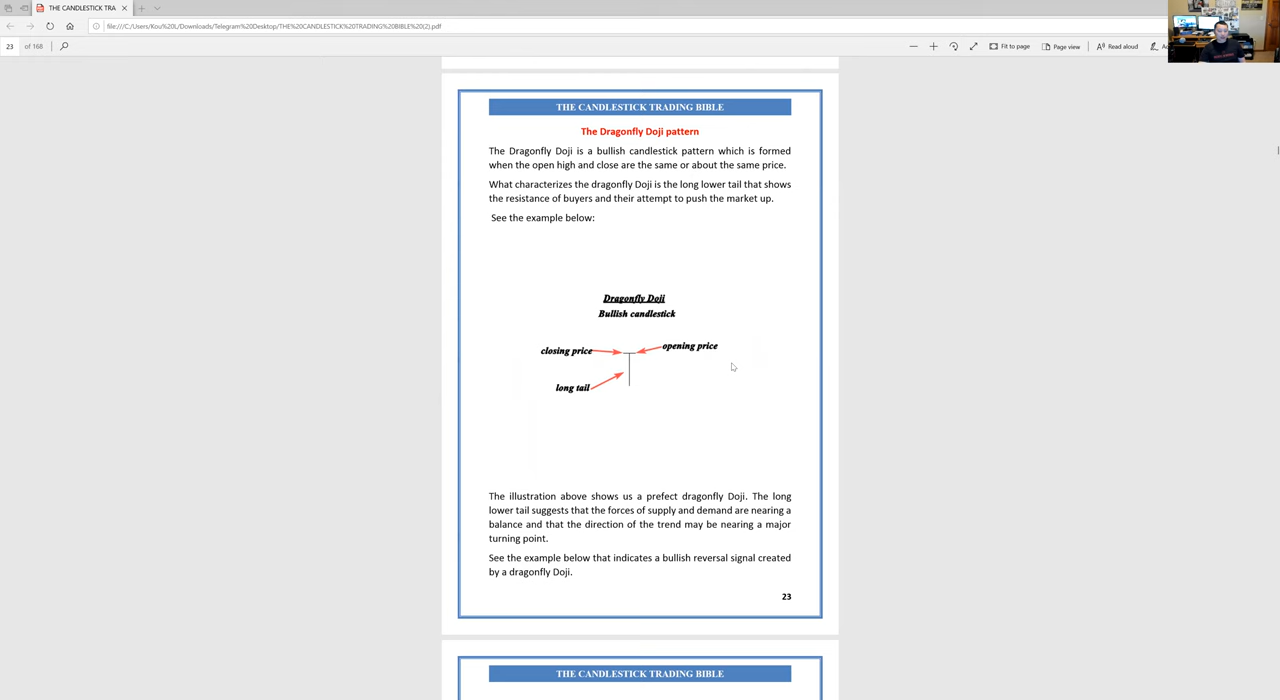 THE CANDLESTICK TRA
file:///C:/Users/Kou%20L/Downloads/Telegram%20Desktop/THE%20CANDLESTICK%20TRADING%20BIBLE%20(2).pdf
23 of 168
Fit to page
Page view
Read aloud
THE CANDLESTICK TRADING BIBLE
The Dragonfly Doji pattern
The Dragonfly Doji is a bullish candlestick pattern which is formed
when the open high and close are the same or about the same price.
What characterizes the dragonfly Doji is the long lower tail that shows
the resistance of buyers and their attempt to push the market up.
See the example below:
Dragonfly Doji
Bullish candlestick
closing price
opening price
long tail
The illustration above shows us a prefect dragonfly Doji. The long
lower tail suggests that the forces of supply and demand are nearing a
balance and that the direction of the trend may be nearing a major
turning point.
See the example below that indicates a bullish reversal signal created
by a dragonfly Doji.
23
THE CANDLESTICK TRADING BIBLE